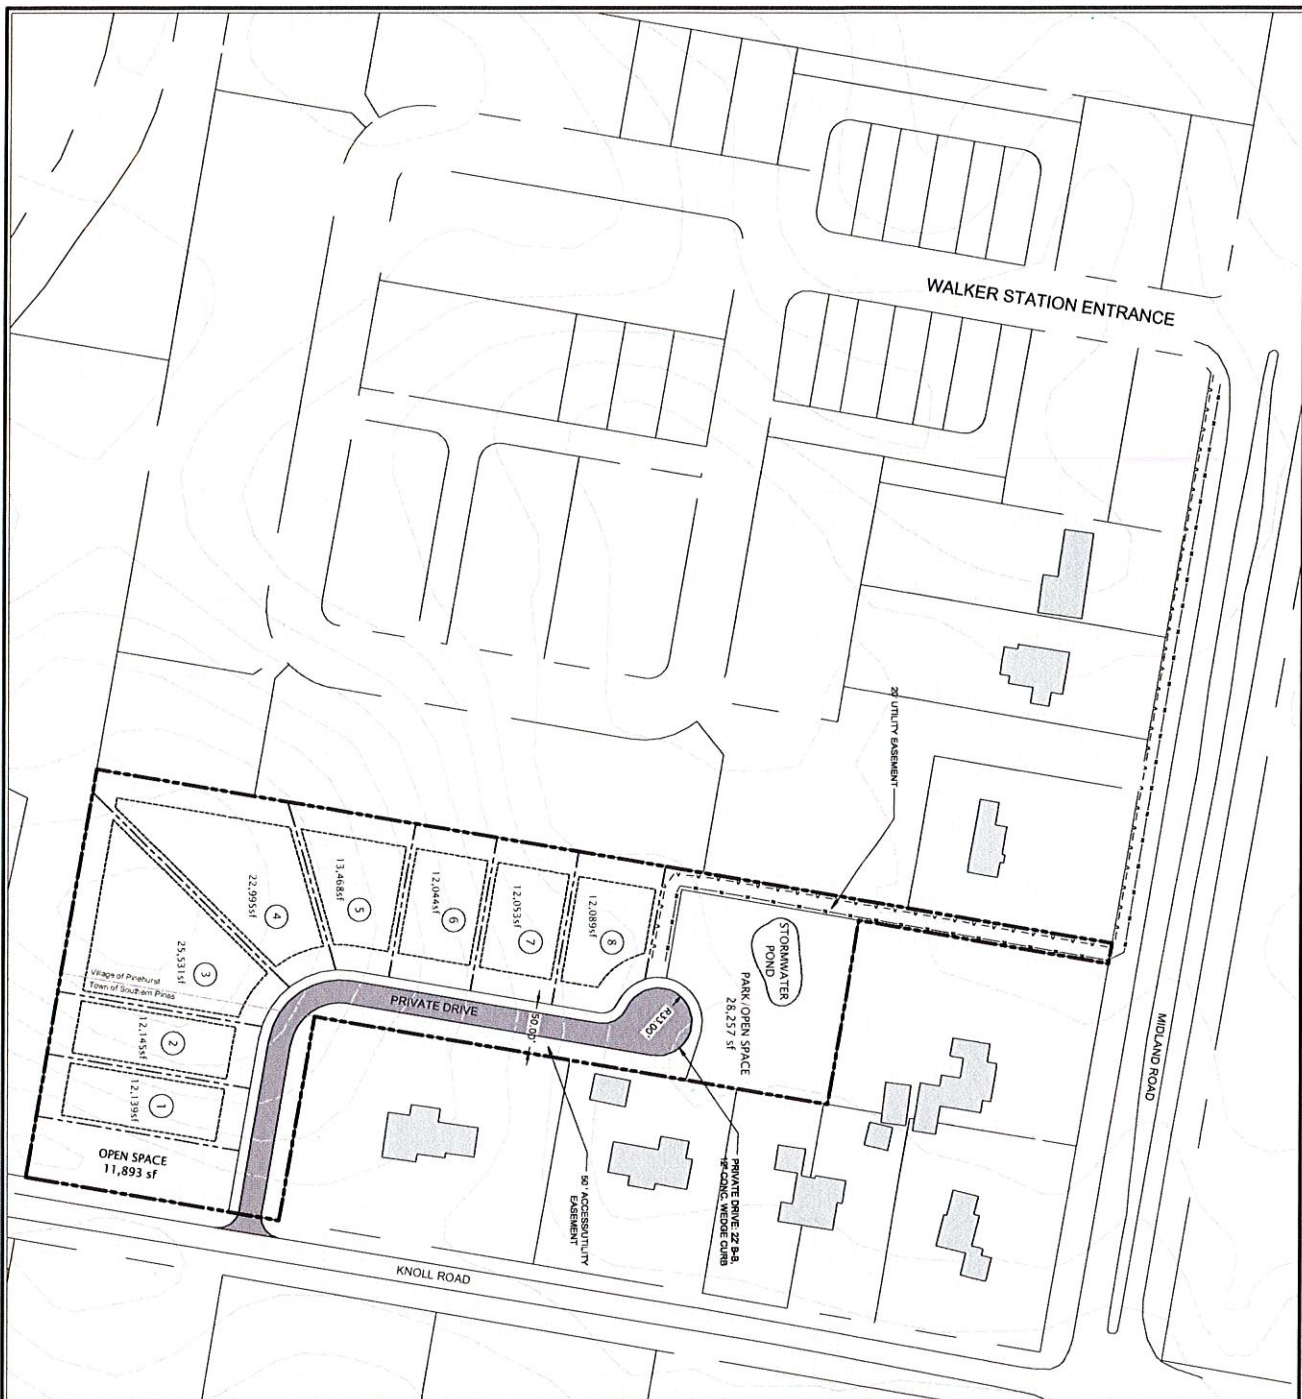 WALKER STATION ENTRANCE
20' UTILITY EASEMENT
MIDLAND ROAD
STORMWATER
POND
PARK /OPEN SPACE
28,257 sf
8
12,089sf
7
12,053sf
6
12,044sf
5
13,468sf
4
22,995sf
3
25,531sf
Village of Pinehurst
Town of Southern Pines
2
12,145sf
1
12,139sf
OPEN SPACE
11,893 sf
PRIVATE DRIVE
50.00'
R33.00
PRIVATE DRIVE: 22' B-B,
18" CONC. WEDGE CURB
50' ACCESS/UTILITY
EASEMENT
KNOLL ROAD